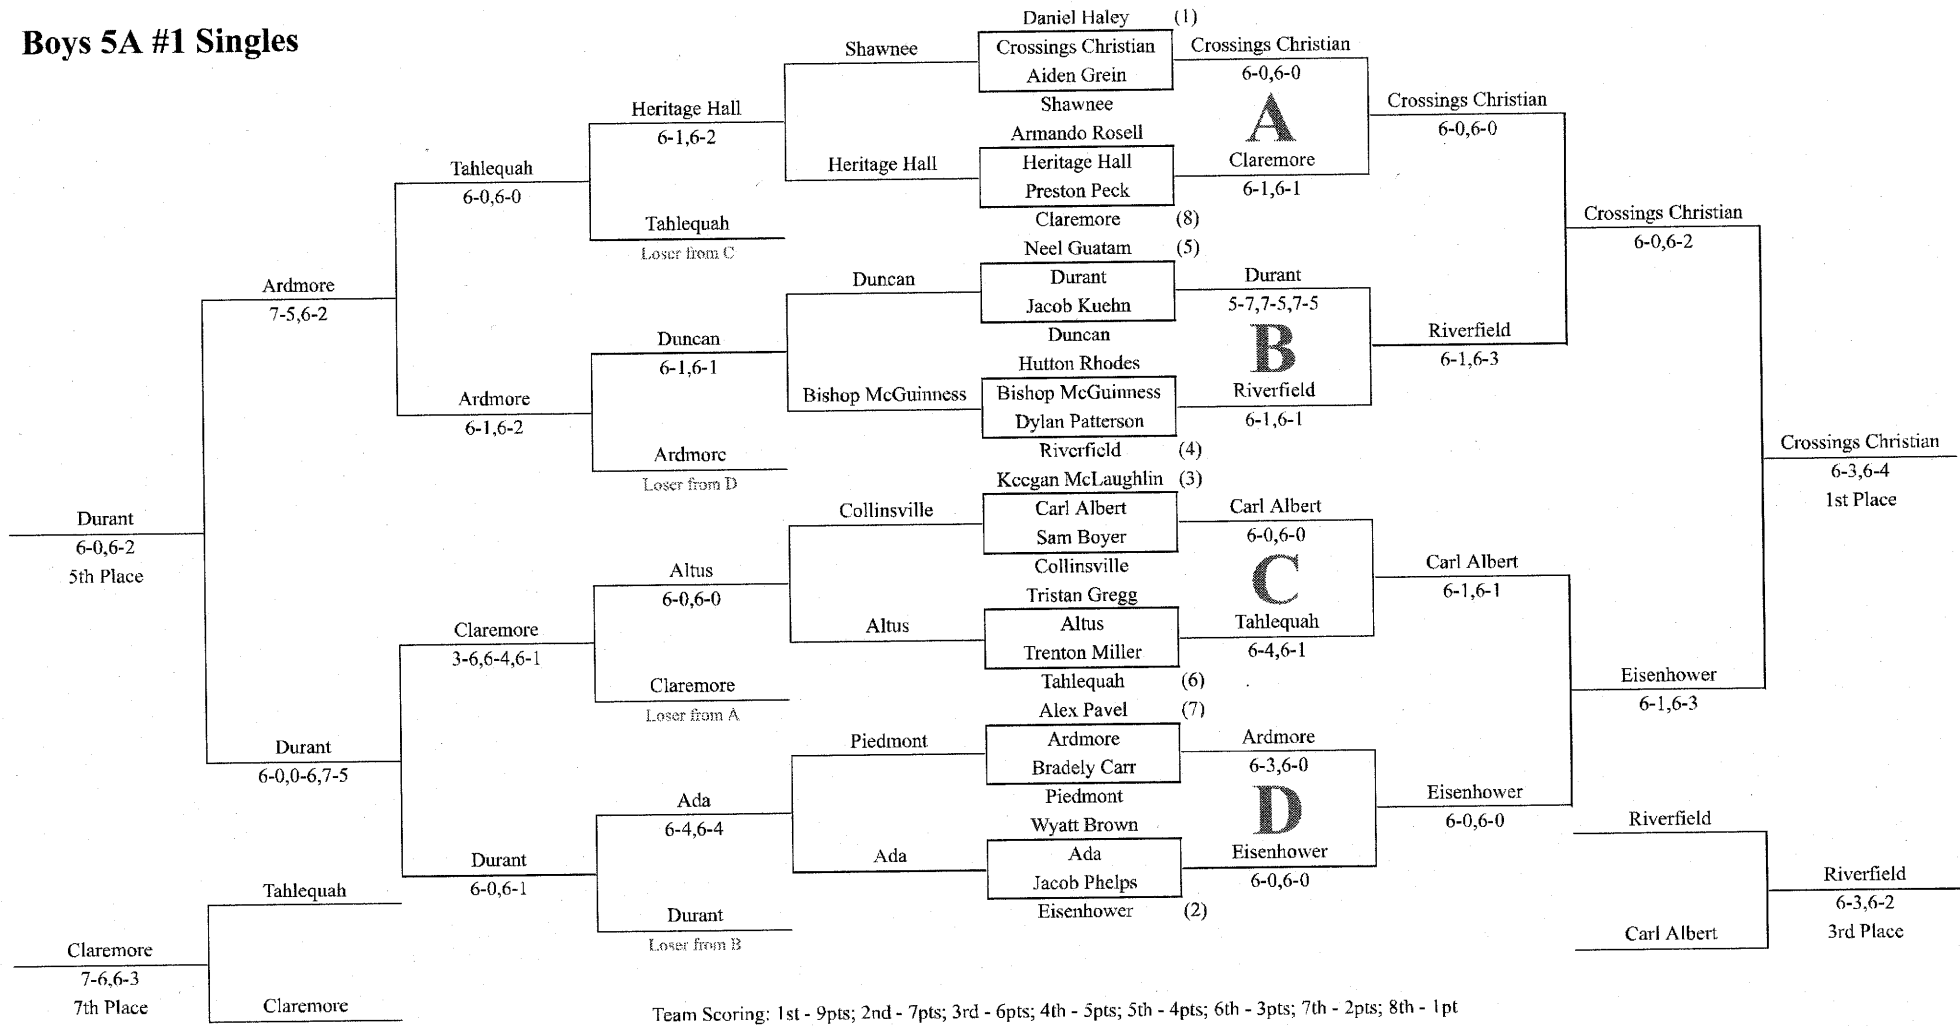 Boys 5A #1 Singles
Daniel Haley (1)
Crossings Christian
Aiden Grein
Shawnee
Armando Rosell
Heritage Hall
Preston Peck
Claremore (8)
Neel Guatam (5)
Durant
Jacob Kuehn
Duncan
Hutton Rhodes
Bishop McGuinness
Dylan Patterson
Riverfield (4)
Keegan McLaughlin (3)
Carl Albert
Sam Boyer
Collinsville
Tristan Gregg
Altus
Trenton Miller
Tahlequah (6)
Alex Pavel (7)
Ardmore
Bradely Carr
Piedmont
Wyatt Brown
Ada
Jacob Phelps
Eisenhower (2)
Crossings Christian
6-0,6-0
A
Claremore
6-1,6-1
Durant
5-7,7-5,7-5
B
Riverfield
6-1,6-1
Carl Albert
6-0,6-0
C
Tahlequah
6-4,6-1
Ardmore
6-3,6-0
D
Eisenhower
6-0,6-0
Crossings Christian
6-0,6-0
Riverfield
6-1,6-3
Carl Albert
6-1,6-1
Eisenhower
6-0,6-0
Crossings Christian
6-0,6-2
Eisenhower
6-1,6-3
Crossings Christian
6-3,6-4
1st Place
Riverfield
Carl Albert
Riverfield
6-3,6-2
3rd Place
Shawnee
Heritage Hall
Duncan
Bishop McGuinness
Collinsville
Altus
Piedmont
Ada
Heritage Hall
6-1,6-2
Tahlequah
Loser from C
Duncan
6-1,6-1
Ardmore
Loser from D
Altus
6-0,6-0
Claremore
Loser from A
Ada
6-4,6-4
Durant
Loser from B
Tahlequah
6-0,6-0
Ardmore
6-1,6-2
Claremore
3-6,6-4,6-1
Durant
6-0,6-1
Ardmore
7-5,6-2
Durant
6-0,0-6,7-5
Durant
6-0,6-2
5th Place
Tahlequah
Claremore
Claremore
7-6,6-3
7th Place
Team Scoring: 1st - 9pts; 2nd - 7pts; 3rd - 6pts; 4th - 5pts; 5th - 4pts; 6th - 3pts; 7th - 2pts; 8th - 1pt